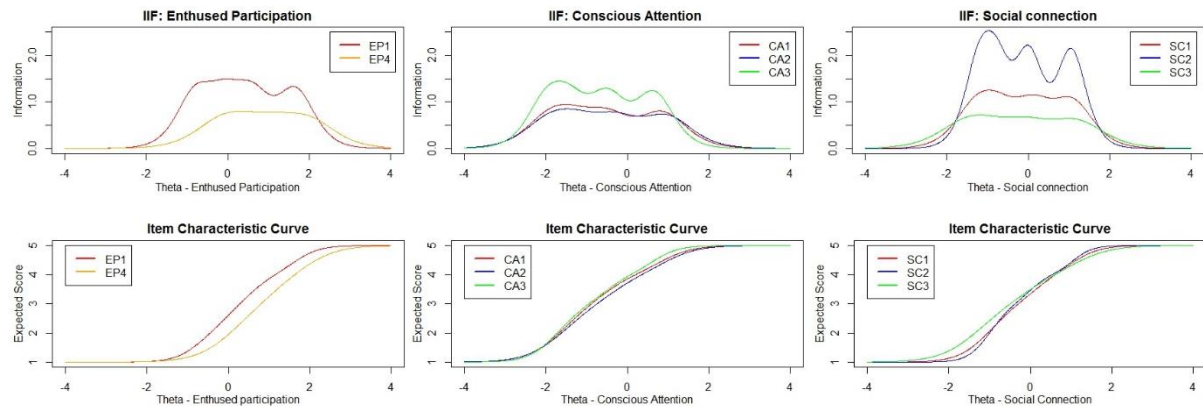 IIF: Enthused Participation
Information
0.0 1.0 2.0
EP1
EP4
-4 -2 0 2 4
Theta - Enthused Participation
IIF: Conscious Attention
Information
0.0 1.0 2.0
CA1
CA2
CA3
-4 -2 0 2 4
Theta - Conscious Attention
IIF: Social connection
Information
0.0 1.0 2.0
SC1
SC2
SC3
-4 -2 0 2 4
Theta - Social connection
Item Characteristic Curve
Expected Score
1 2 3 4 5
EP1
EP4
-4 -2 0 2 4
Theta - Enthused participation
Item Characteristic Curve
Expected Score
1 2 3 4 5
CA1
CA2
CA3
-4 -2 0 2 4
Theta - Conscious Attention
Item Characteristic Curve
Expected Score
1 2 3 4 5
SC1
SC2
SC3
-4 -2 0 2 4
Theta - Social Connection